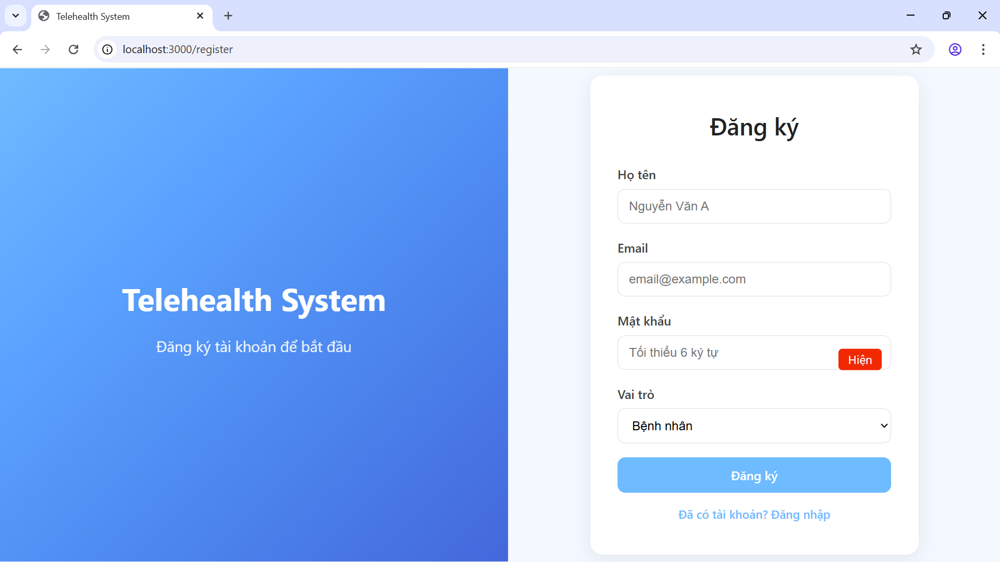 Telehealth System
localhost:3000/register
Telehealth System
Đăng ký tài khoản để bắt đầu
Đăng ký
Họ tên
Nguyễn Văn A
Email
email@example.com
Mật khẩu
Tối thiểu 6 ký tự
Hiện
Vai trò
Bệnh nhân
Đăng ký
Đã có tài khoản? Đăng nhập